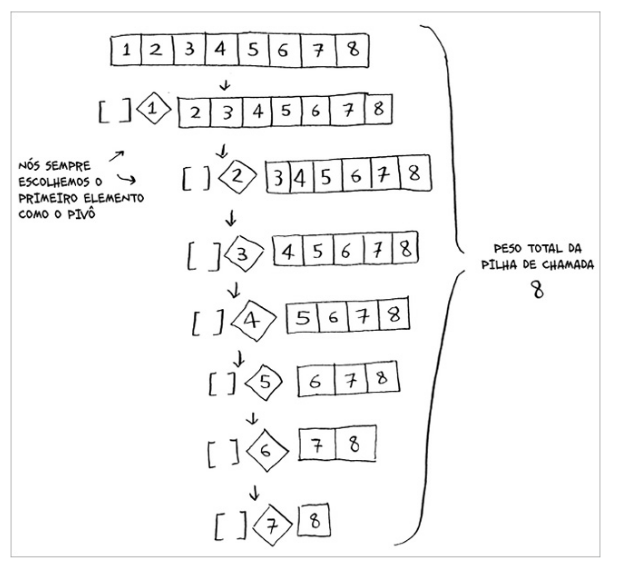 1 2 3 4 5 6 7 8
[ ] 1 2 3 4 5 6 7 8
NÓS SEMPRE
ESCOLHEMOS O
PRIMEIRO ELEMENTO
COMO O PIVÔ
[ ] 2 3 4 5 6 7 8
[ ] 3 4 5 6 7 8
PESO TOTAL DA
PILHA DE CHAMADA
8
[ ] 4 5 6 7 8
[ ] 5 6 7 8
[ ] 6 7 8
[ ] 7 8